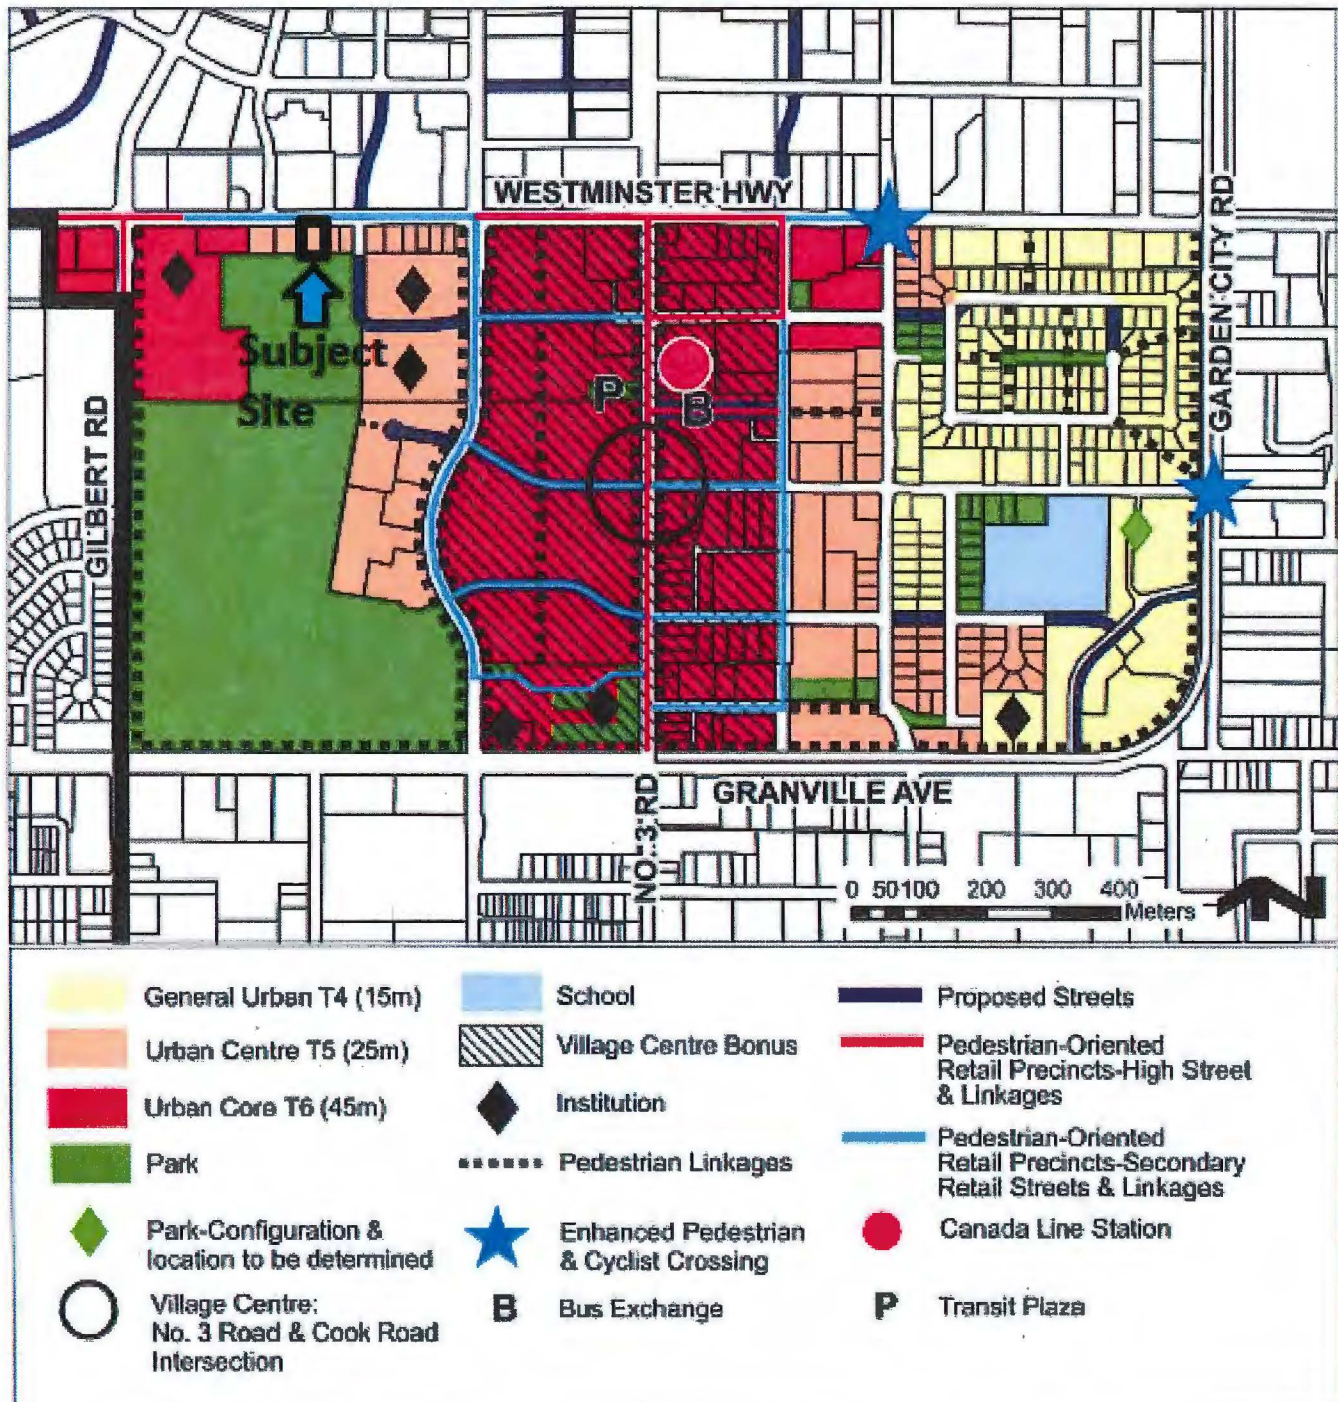 WESTMINSTER HWY
GARDEN CITY RD
Subject
Site
P
B
GILBERT RD
GRANVILLE AVE
NO. 3 RD
0 50 100 200 300 400
Meters
N
General Urban T4 (15m)
Urban Centre T5 (25m)
Urban Core T6 (45m)
Park
Park-Configuration &
location to be determined
Village Centre:
No. 3 Road & Cook Road
Intersection
School
Village Centre Bonus
Institution
Pedestrian Linkages
Enhanced Pedestrian
& Cyclist Crossing
B Bus Exchange
Proposed Streets
Pedestrian-Oriented
Retail Precincts-High Street
& Linkages
Pedestrian-Oriented
Retail Precincts-Secondary
Retail Streets & Linkages
Canada Line Station
P Transit Plaza